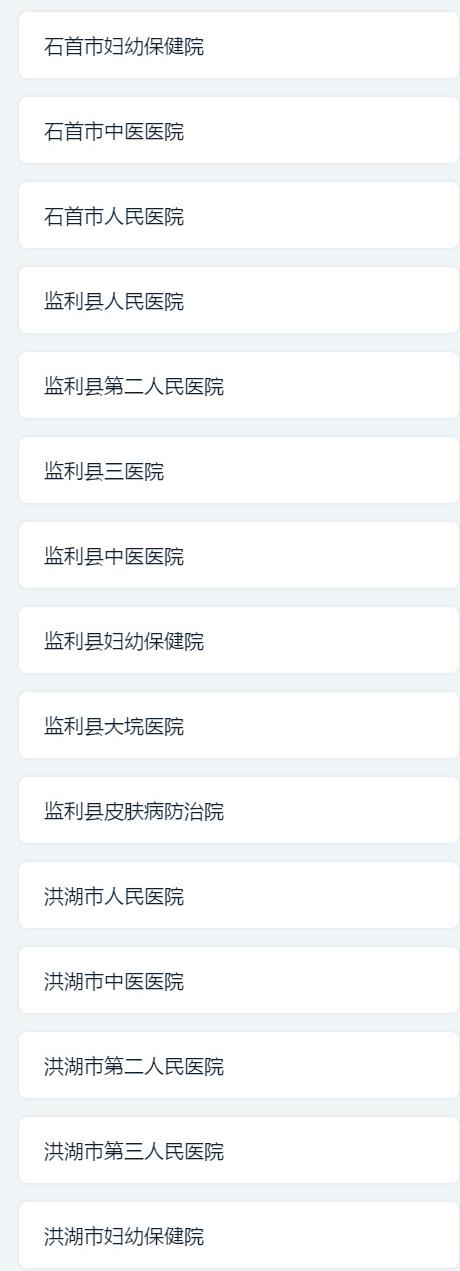 石首市妇幼保健院
石首市中医医院
石首市人民医院
监利县人民医院
监利县第二人民医院
监利县三医院
监利县中医医院
监利县妇幼保健院
监利县大垸医院
监利县皮肤病防治院
洪湖市人民医院
洪湖市中医医院
洪湖市第二人民医院
洪湖市第三人民医院
洪湖市妇幼保健院